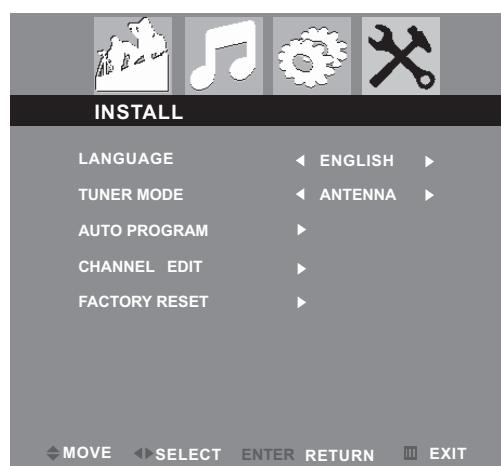 INSTALL
LANGUAGE ENGLISH
TUNER MODE ANTENNA
AUTO PROGRAM
CHANNEL EDIT
FACTORY RESET
MOVE SELECT ENTER RETURN EXIT